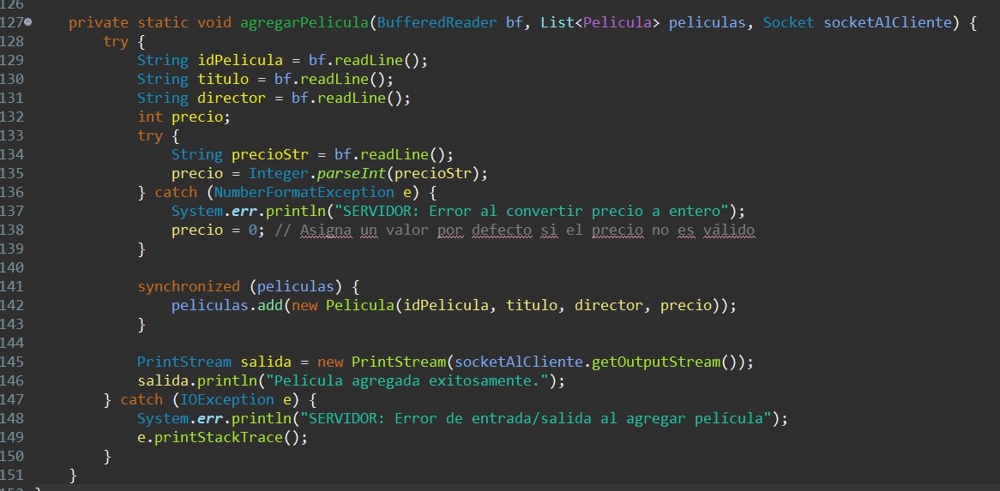 126
127 private static void agregarPelicula(BufferedReader bf, List<Pelicula> peliculas, Socket socketAlCliente) {
128 try {
129 String idPelicula = bf.readLine();
130 String titulo = bf.readLine();
131 String director = bf.readLine();
132 int precio;
133 try {
134 String precioStr = bf.readLine();
135 precio = Integer.parseInt(precioStr);
136 } catch (NumberFormatException e) {
137 System.err.println("SERVIDOR: Error al convertir precio a entero");
138 precio = 0; // Asigna un valor por defecto si el precio no es válido
139 }
140
141 synchronized (peliculas) {
142 peliculas.add(new Pelicula(idPelicula, titulo, director, precio));
143 }
144
145 PrintStream salida = new PrintStream(socketAlCliente.getOutputStream());
146 salida.println("Película agregada exitosamente.");
147 } catch (IOException e) {
148 System.err.println("SERVIDOR: Error de entrada/salida al agregar película");
149 e.printStackTrace();
150 }
151 }